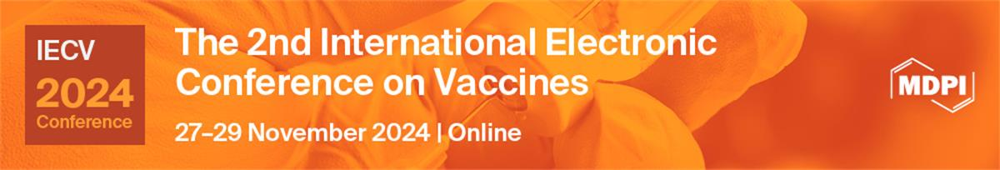 IECV
2024
Conference
The 2nd International Electronic
Conference on Vaccines
27–29 November 2024 | Online
MDPI